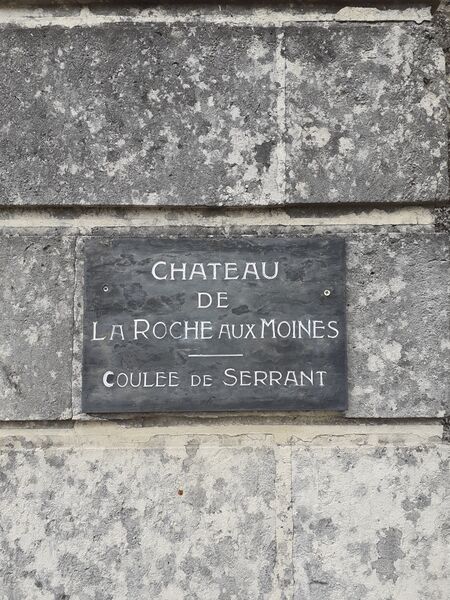 CHATEAU
DE
LA ROCHE AUX MOINES
COULEE DE SERRANT